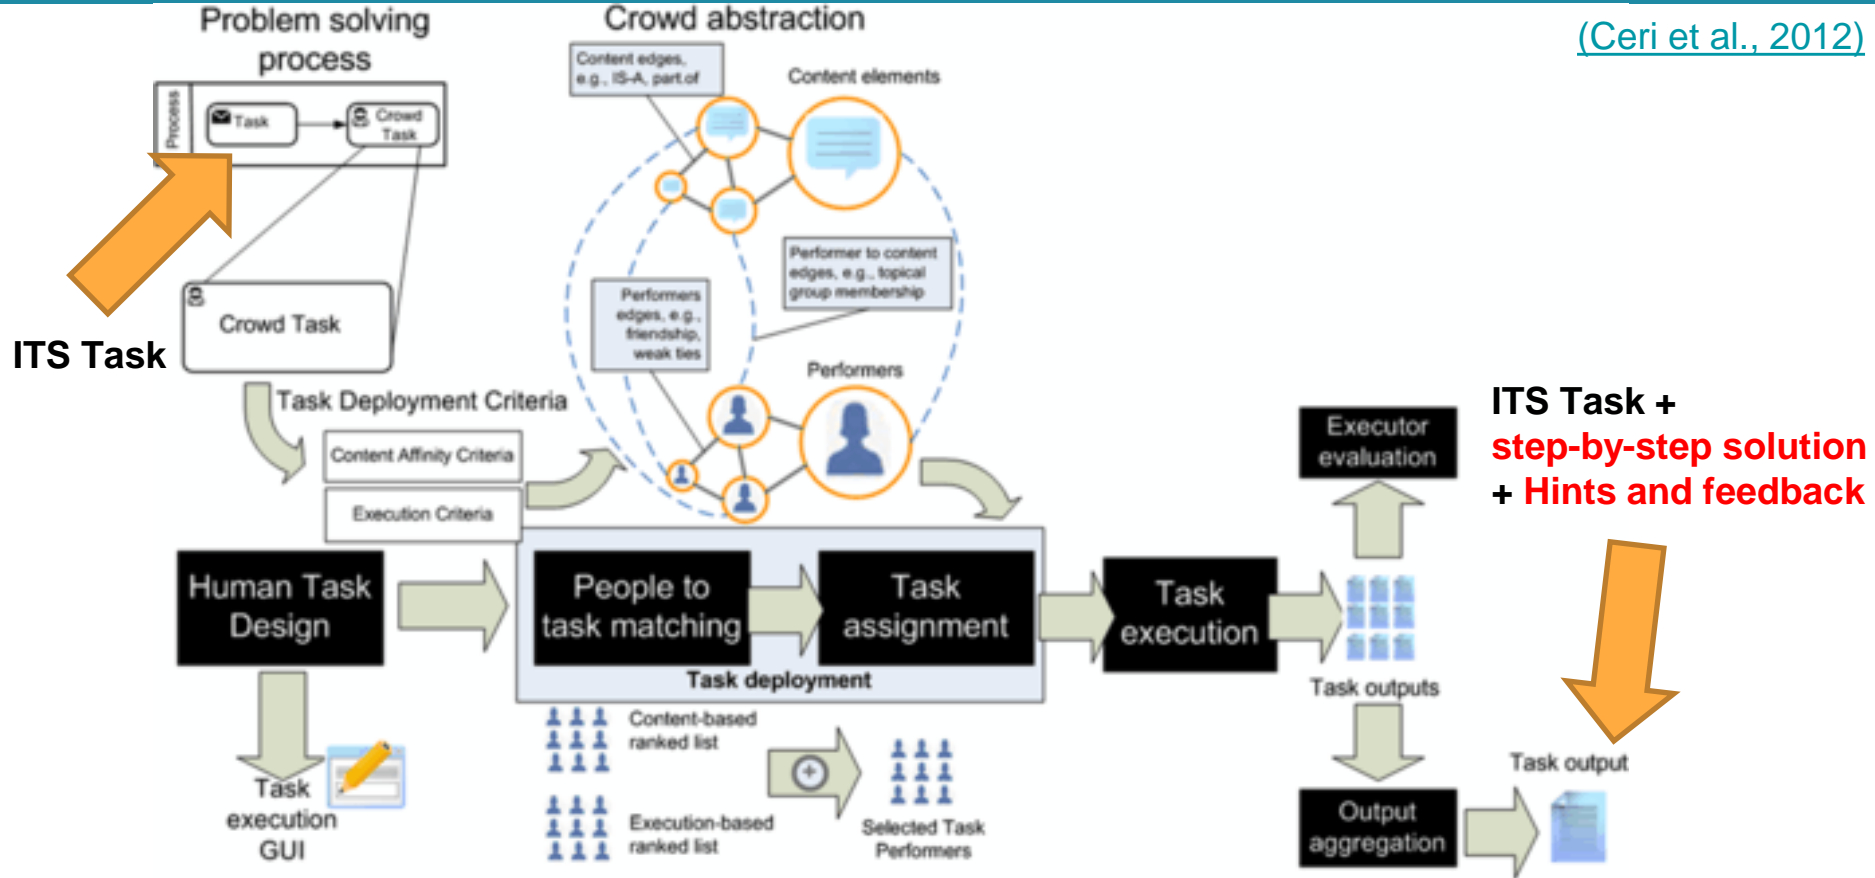 Problem solving
process
Crowd abstraction
(Ceri et al., 2012)
Process
Task
Crowd
Task
Content edges,
e.g., IS-A, part.of
Content elements
Crowd Task
ITS Task
Performer to content
edges, e.g., topical
group membership
Performers
edges, e.g.,
friendship,
weak ties
Performers
Task Deployment Criteria
Content Affinity Criteria
Execution Criteria
Executor
evaluation
ITS Task +
step-by-step solution
+ Hints and feedback
Human Task
Design
People to
task matching
Task
assignment
Task deployment
Task
execution
Task outputs
Task
execution
GUI
Content-based
ranked list
Execution-based
ranked list
Selected Task
Performers
Output
aggregation
Task output